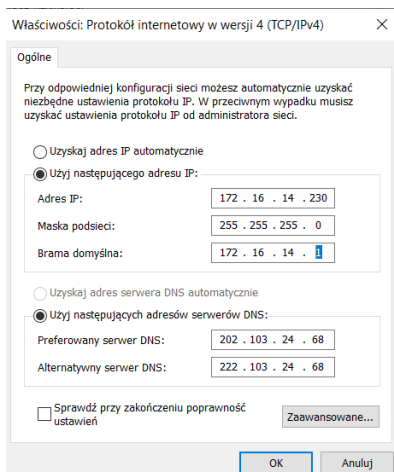 Właściwości: Protokół internetowy w wersji 4 (TCP/IPv4)
Ogólne
Przy odpowiedniej konfiguracji sieci możesz automatycznie uzyskać
niezbędne ustawienia protokołu IP. W przeciwnym wypadku musisz
uzyskać ustawienia protokołu IP od administratora sieci.
Uzyskaj adres IP automatycznie
Użyj następującego adresu IP:
Adres IP: 172 . 16 . 14 . 230
Maska podsieci: 255 . 255 . 255 . 0
Brama domyślna: 172 . 16 . 14 . 1
Uzyskaj adres serwera DNS automatycznie
Użyj następujących adresów serwerów DNS:
Preferowany serwer DNS: 202 . 103 . 24 . 68
Alternatywny serwer DNS: 222 . 103 . 24 . 68
Sprawdź przy zakończeniu poprawność
ustawień
Zaawansowane...
OK Anuluj